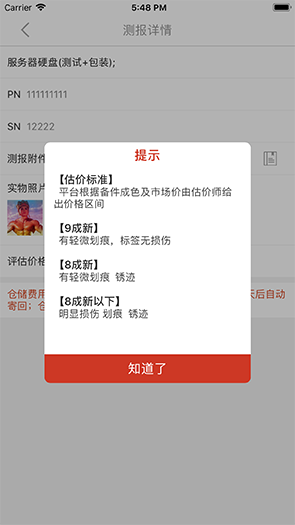 Carrier 5:48 PM
测报详情
服务器硬盘(测试+包装);
PN 111111111
SN 12222
测报附件
实物照片
评估价格
仓储费用
天后自动
寄回；仓
提示
【估价标准】
平台根据备件成色及市场价由估价师给
出价格区间
【9成新】
有轻微划痕，标签无损伤
【8成新】
有轻微划痕 锈迹
【8成新以下】
明显损伤 划痕 锈迹
知道了